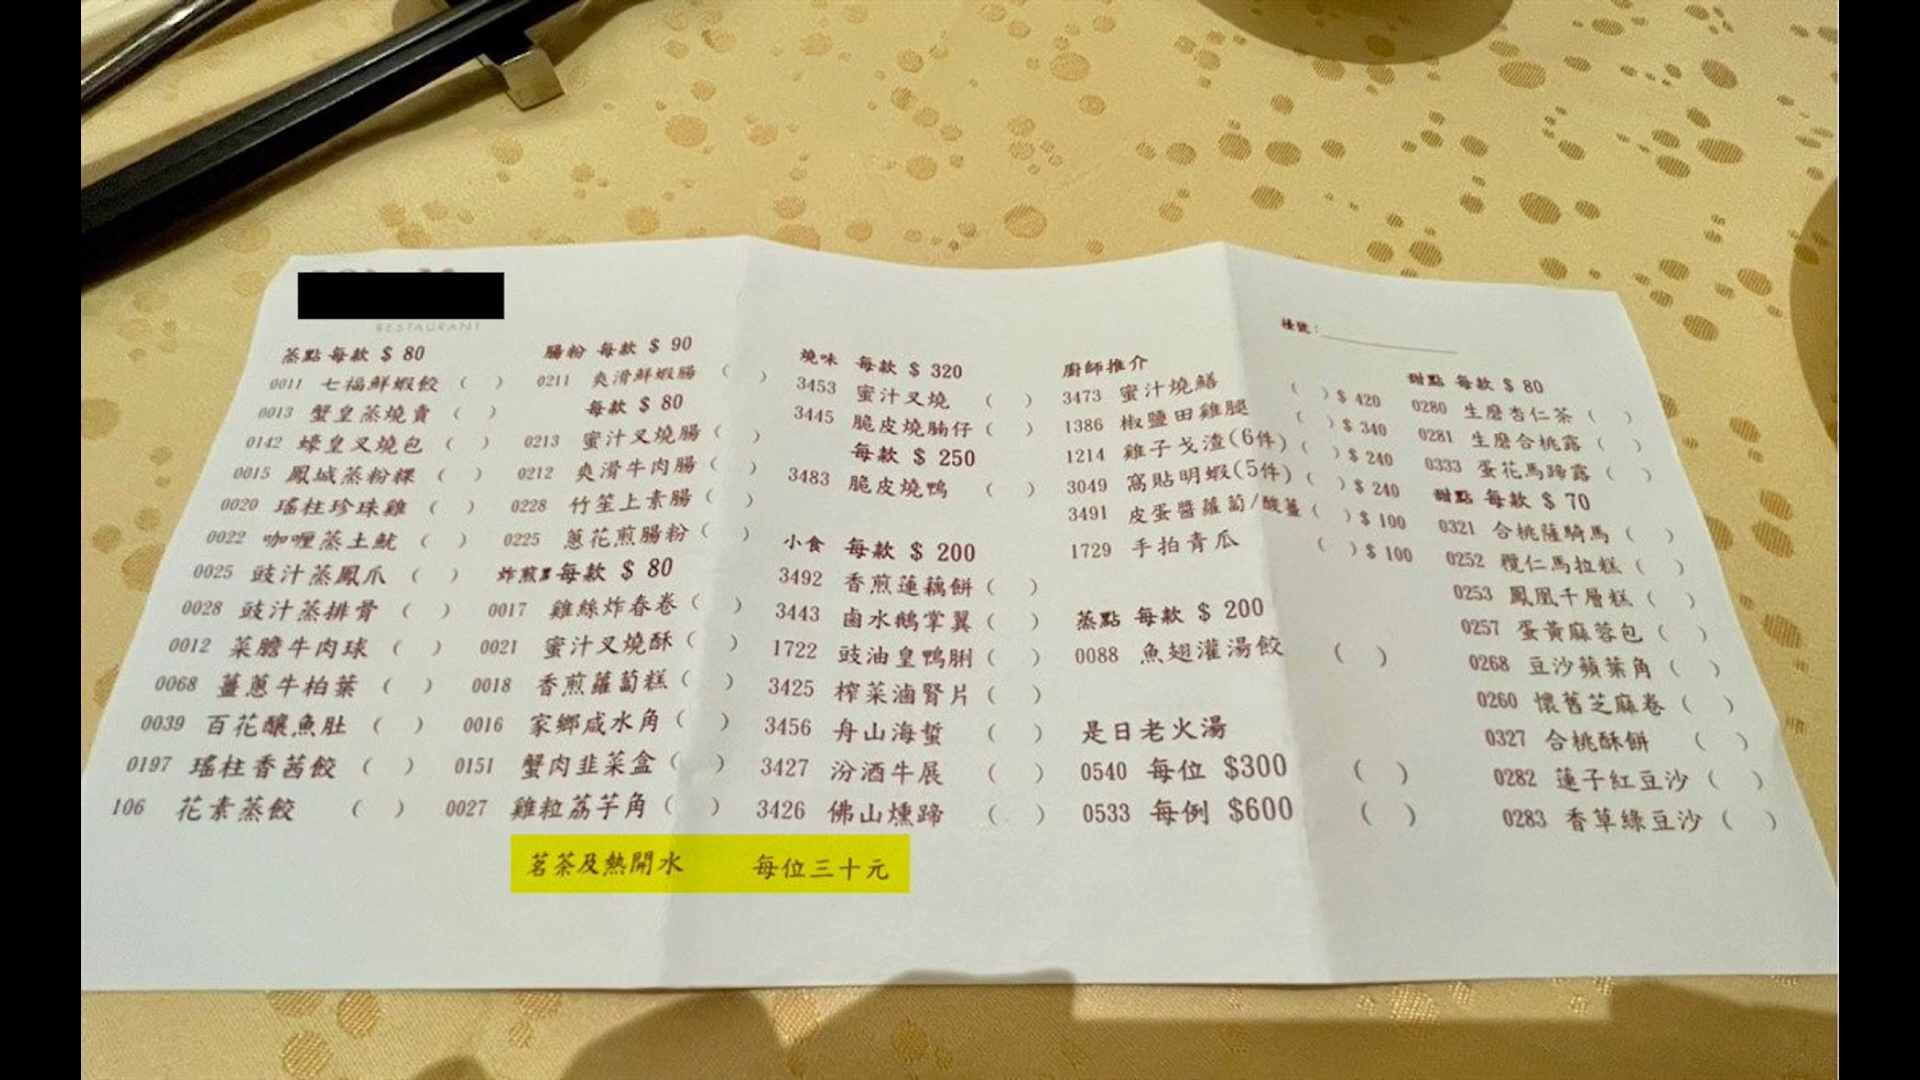 RESTAURANT
蒸點 每款 $ 80
0011 七福鮮蝦餃 ( )
0013 蟹皇蒸燒賣 ( )
0142 蠔皇叉燒包 ( )
0015 鳳城蒸粉粿 ( )
0020 瑤柱珍珠雞 ( )
0022 咖喱蒸土魷 ( )
0025 豉汁蒸鳳爪 ( )
0028 豉汁蒸排骨 ( )
0012 菜膽牛肉球 ( )
0068 薑蔥牛柏葉 ( )
0039 百花釀魚肚 ( )
0197 瑤柱香茜餃 ( )
106 花素蒸餃 ( )
腸粉 每款 $ 90
0211 爽滑鮮蝦腸 ( )
每款 $ 80
0213 蜜汁叉燒腸 ( )
0212 爽滑牛肉腸 ( )
0228 竹笙上素腸 ( )
0225 蔥花煎腸粉 ( )
炸煎點每款 $ 80
0017 雞絲炸春卷 ( )
0021 蜜汁叉燒酥 ( )
0018 香煎蘿蔔糕 ( )
0016 家鄉咸水角 ( )
0151 蟹肉韭菜盒 ( )
0027 雞粒荔芋角 ( )
燒味 每款 $ 320
3453 蜜汁叉燒 ( )
3445 脆皮燒腩仔 ( )
每款 $ 250
3483 脆皮燒鴨 ( )
小食 每款 $ 200
3492 香煎蓮藕餅 ( )
3443 鹵水鵝掌翼 ( )
1722 豉油皇鴨脷 ( )
3425 榨菜滷腎片 ( )
3456 舟山海蜇 ( )
3427 汾酒牛展 ( )
3426 佛山燻蹄 ( )
廚師推介
3473 蜜汁燒鱔 ( ) $ 420
1386 椒鹽田雞腿 ( ) $ 340
1214 雞子戈渣(6件) ( ) $ 240
3049 窩貼明蝦(5件) ( ) $ 240
3491 皮蛋醬蘿蔔/酸薑 ( ) $ 100
1729 手拍青瓜 ( ) $ 100
蒸點 每款 $ 200
0088 魚翅灌湯餃 ( )
是日老火湯
0540 每位 $300 ( )
0533 每例 $600 ( )
檯號：
甜點 每款 $ 80
0280 生磨杏仁茶 ( )
0281 生磨合桃露 ( )
0333 蛋花馬蹄露 ( )
甜點 每款 $ 70
0321 合桃薩騎馬 ( )
0252 欖仁馬拉糕 ( )
0253 鳳凰千層糕 ( )
0257 蛋黃麻蓉包 ( )
0268 豆沙蘋葉角 ( )
0260 懷舊芝麻卷 ( )
0327 合桃酥餅 ( )
0282 蓮子紅豆沙 ( )
0283 香草綠豆沙 ( )
茗茶及熱開水 每位三十元